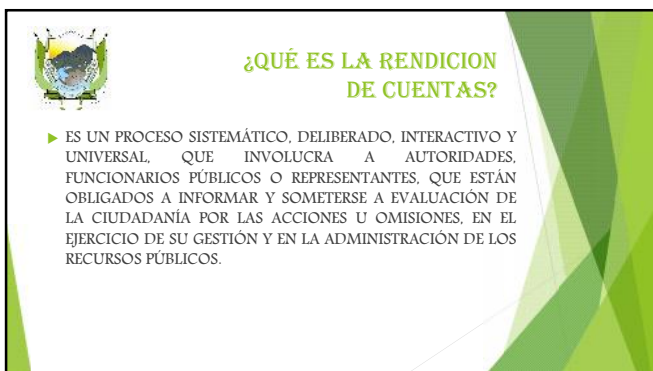 ¿QUÉ ES LA RENDICION
DE CUENTAS?
ES UN PROCESO SISTEMÁTICO, DELIBERADO, INTERACTIVO Y
UNIVERSAL, QUE INVOLUCRA A AUTORIDADES,
FUNCIONARIOS PÚBLICOS O REPRESENTANTES, QUE ESTÁN
OBLIGADOS A INFORMAR Y SOMETERSE A EVALUACIÓN DE
LA CIUDADANÍA POR LAS ACCIONES U OMISIONES, EN EL
EJERCICIO DE SU GESTIÓN Y EN LA ADMINISTRACIÓN DE LOS
RECURSOS PÚBLICOS.